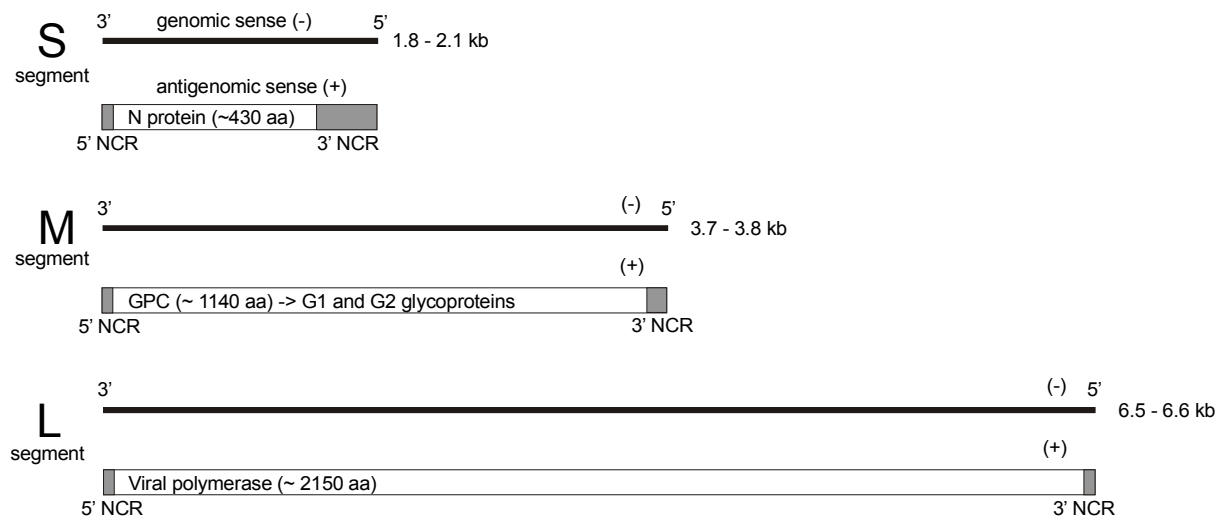 3’ genomic sense (-) 5’
S
segment
1.8 - 2.1 kb
antigenomic sense (+)
N protein (~430 aa)
5’ NCR 3’ NCR
3’ (-) 5’
M
segment
3.7 - 3.8 kb
(+)
GPC (~ 1140 aa) -> G1 and G2 glycoproteins
5’ NCR 3’ NCR
3’ (-) 5’
L
segment
6.5 - 6.6 kb
(+)
Viral polymerase (~ 2150 aa)
5’ NCR 3’ NCR